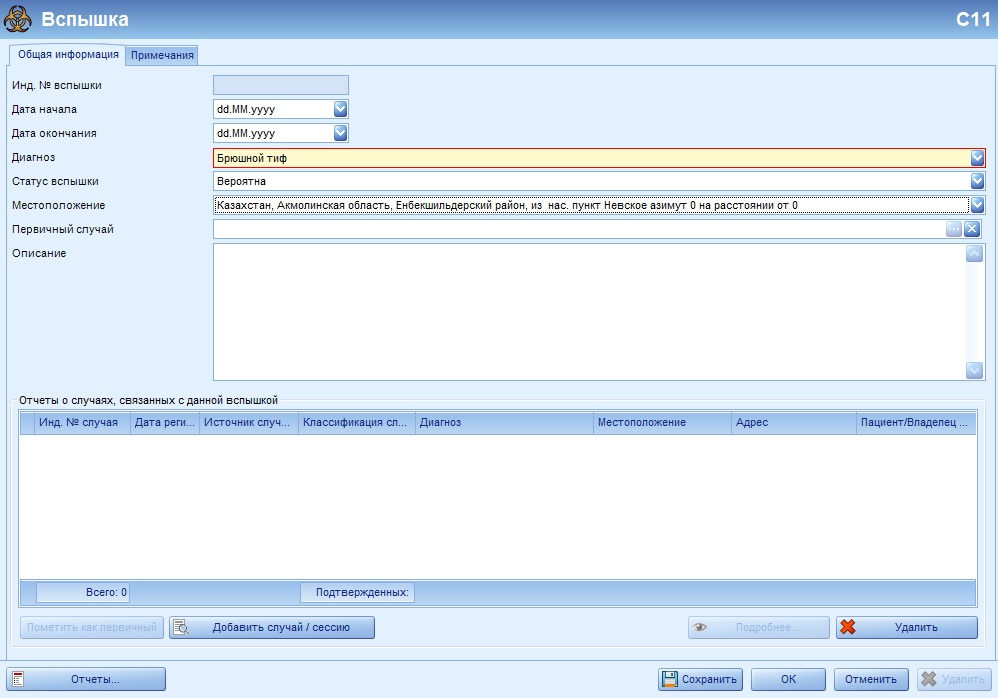 Вспышка C11
Общая информация Примечания
Инд. № вспышки
Дата начала dd.MM.yyyy
Дата окончания dd.MM.yyyy
Диагноз Брюшной тиф
Статус вспышки Вероятна
Местоположение Казахстан, Акмолинская область, Енбекшильдерский район, из нас. пункт Невское азимут 0 на расстоянии от 0
Первичный случай
Описание
Отчеты о случаях, связанных с данной вспышкой
Инд. № случая Дата реги... Источник случ... Классификация сл... Диагноз Местоположение Адрес Пациент/Владелец ...
Всего: 0 Подтвержденных:
Пометить как первичный Добавить случай / сессию Подробнее... Удалить
Отчеты... Сохранить ОК Отменить Удалить